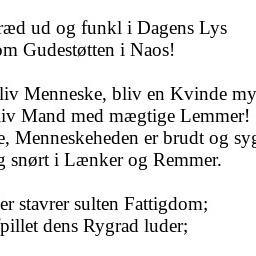 ræd ud og funkl i Dagens Lys
om Gudestøtten i Naos!
liv Menneske, bliv en Kvinde my
liv Mand med mægtige Lemmer!
e, Menneskeheden er brudt og syg
g snørt i Lænker og Remmer.
er stavrer sulten Fattigdom;
pillet dens Rygrad luder;